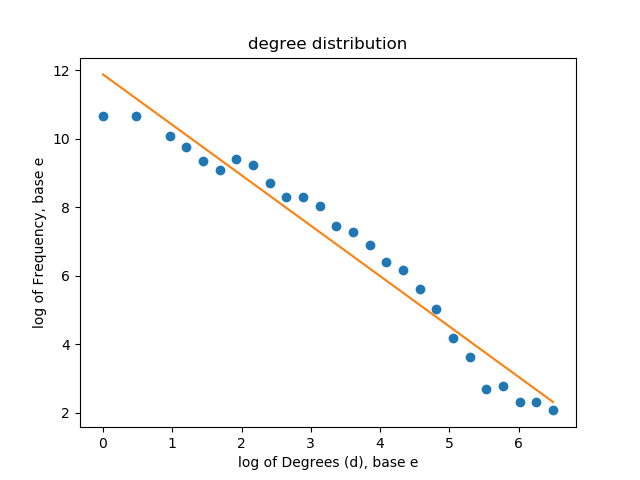 degree distribution
12
10
8
6
4
2
log of Frequency, base e
0 1 2 3 4 5 6
log of Degrees (d), base e